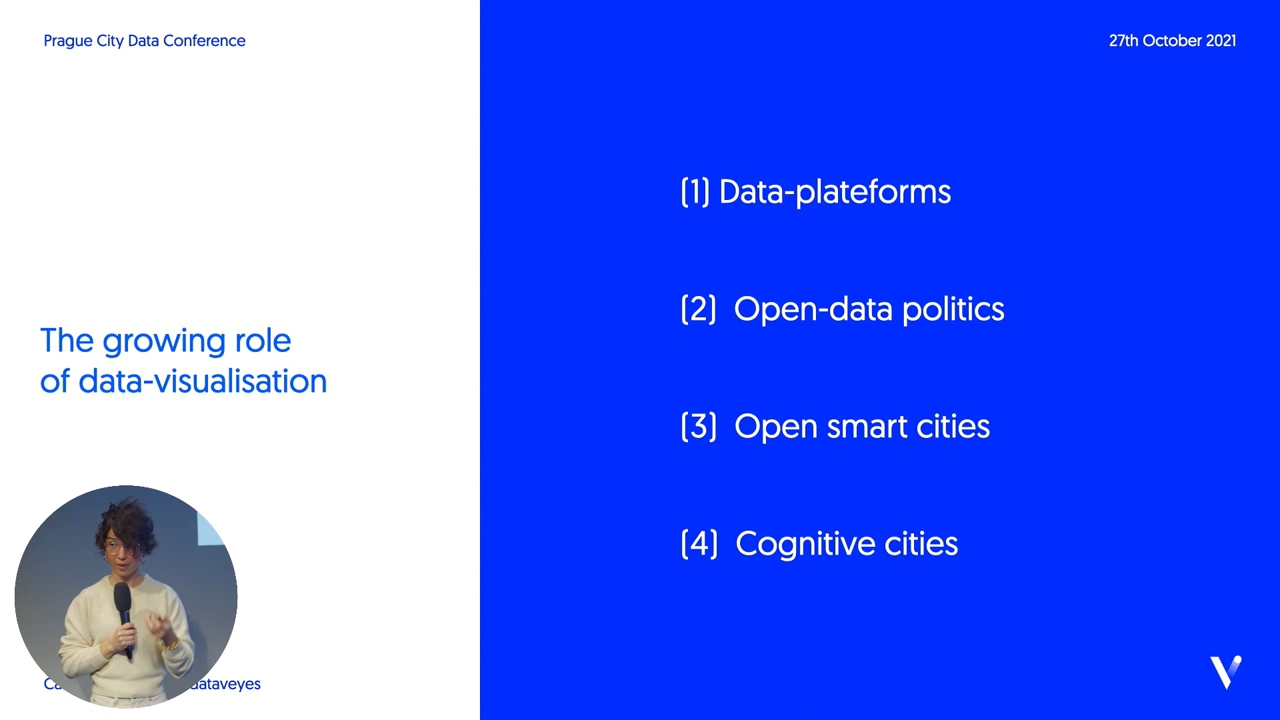 Prague City Data Conference
27th October 2021
The growing role
of data-visualisation
(1) Data-plateforms
(2) Open-data politics
(3) Open smart cities
(4) Cognitive cities